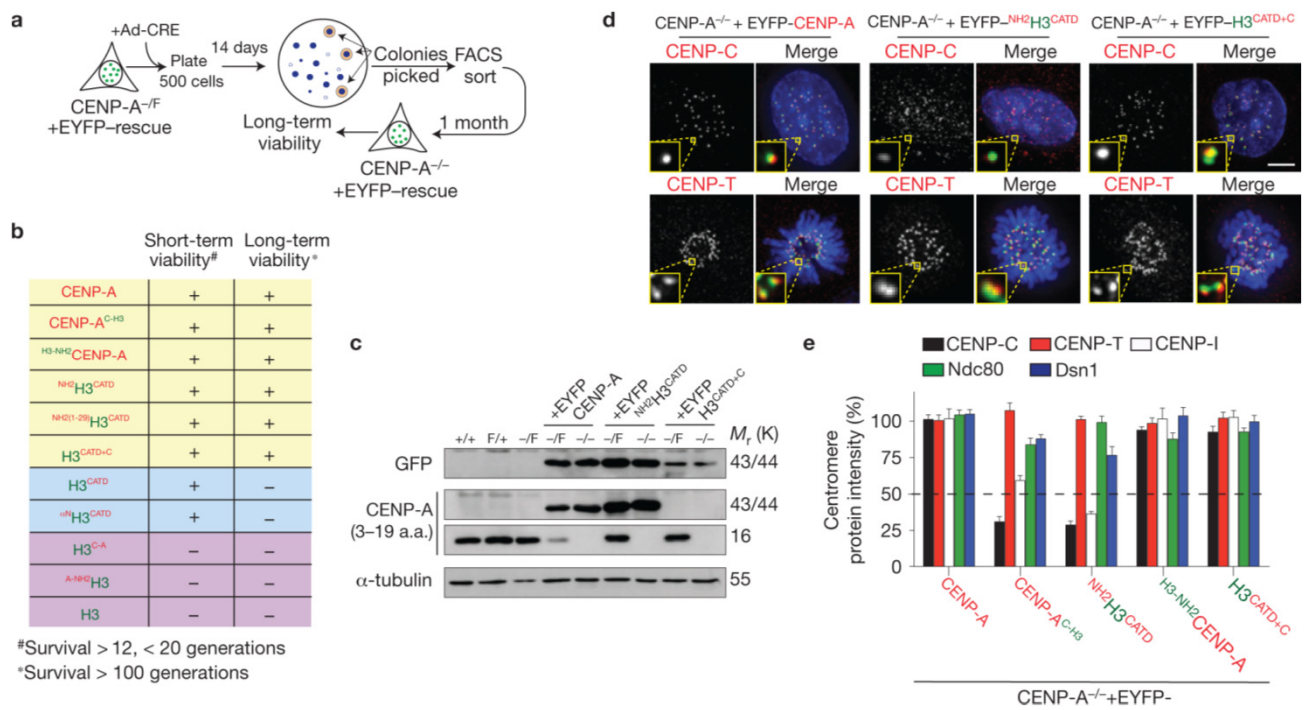 a
+Ad-CRE
Plate
500 cells
14 days
Colonies
picked
FACS
sort
CENP-A–/F
+EYFP–rescue
Long-term
viability
1 month
CENP-A–/–
+EYFP–rescue
b
Short-term
viability#
Long-term
viability*
CENP-A + +
CENP-AC-H3 + +
H3-NH2CENP-A + +
NH2H3CATD + +
NH2(1-29)H3CATD + +
H3CATD+C + +
H3CATD + –
αNH3CATD + –
H3C-A – –
A-NH2H3 – –
H3 – –
#Survival > 12, < 20 generations
*Survival > 100 generations
c
+EYFP CENP-A
+EYFP NH2H3CATD
+EYFP H3CATD+C
+/+ F/+ –/F –/F –/– –/F –/– –/F –/– Mr (K)
GFP 43/44
CENP-A
(3–19 a.a.)
43/44
16
α-tubulin 55
d
CENP-A–/– + EYFP-CENP-A
CENP-A–/– + EYFP–NH2H3CATD
CENP-A–/– + EYFP–H3CATD+C
CENP-C Merge CENP-C Merge CENP-C Merge
CENP-T Merge CENP-T Merge CENP-T Merge
e
CENP-C CENP-T CENP-I
Ndc80 Dsn1
Centromere
protein intensity (%)
100
75
50
25
0
CENP-A
CENP-AC-H3
NH2H3CATD
H3-NH2CENP-A
H3CATD+C
CENP-A–/–+EYFP-